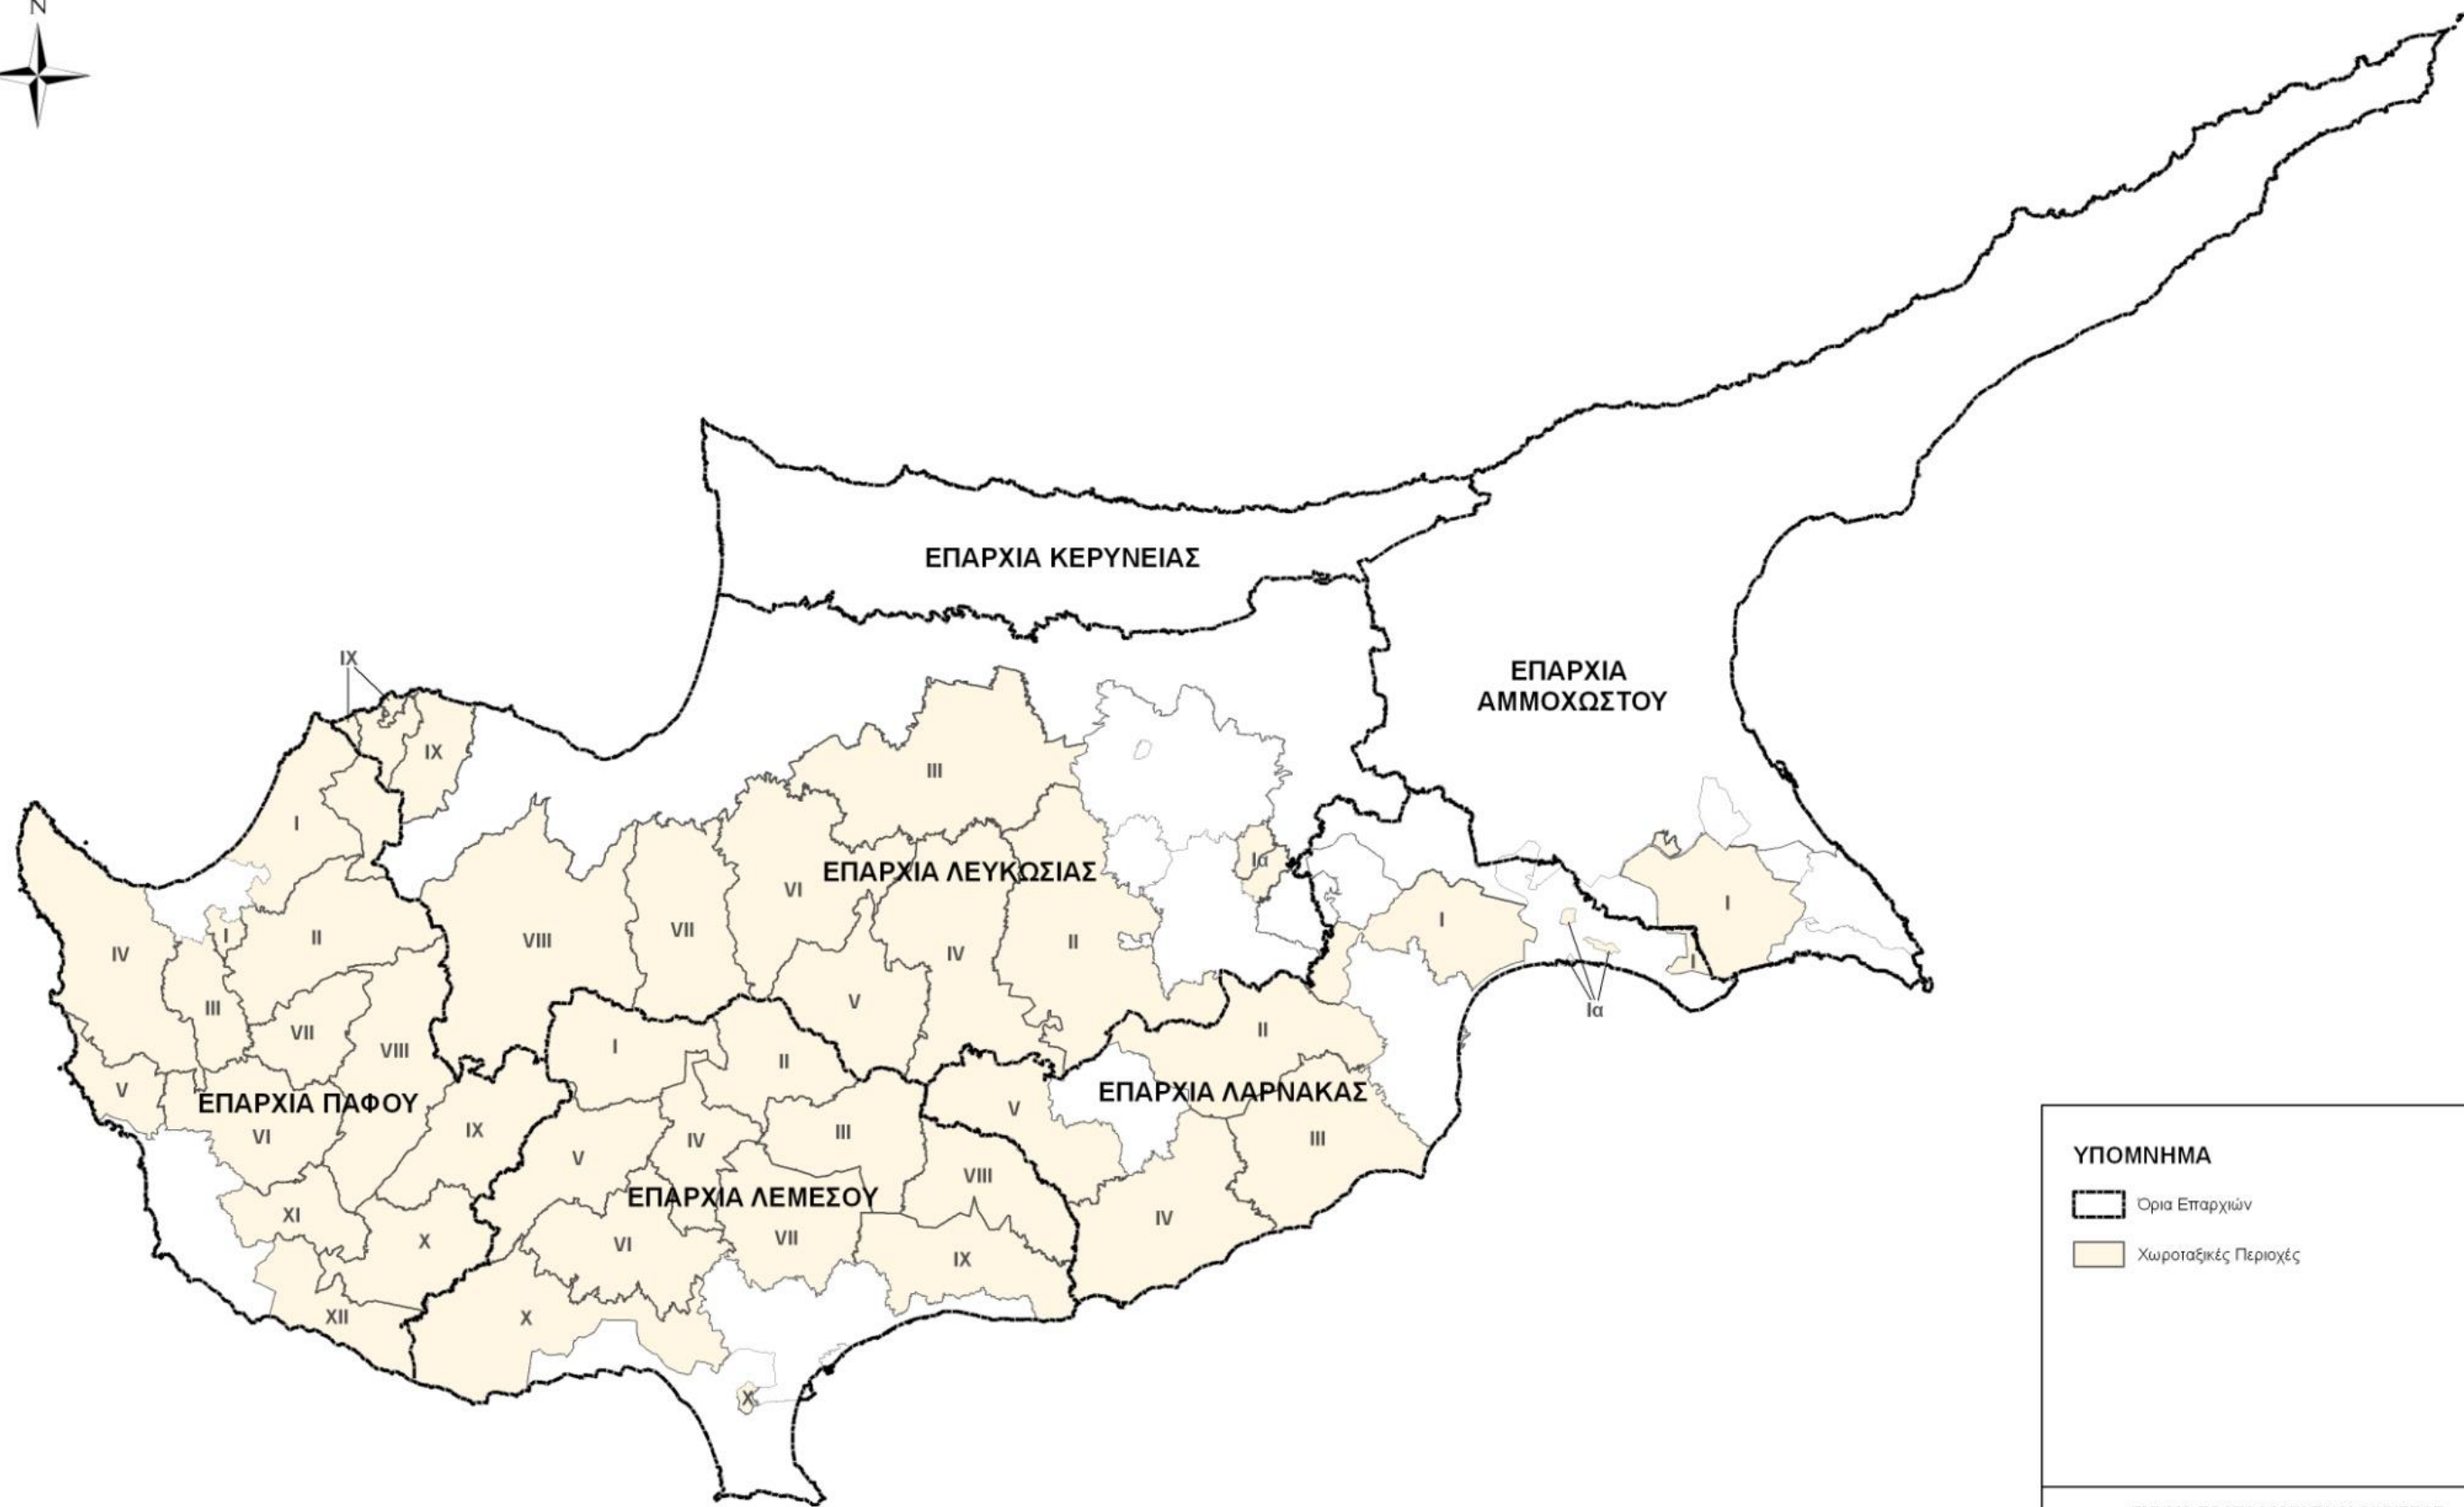 N
ΕΠΑΡΧΙΑ ΚΕΡΥΝΕΙΑΣ
IX
ΕΠΑΡΧΙΑ
ΑΜΜΟΧΩΣΤΟΥ
IX
III
I
Iα
ΕΠΑΡΧΙΑ ΛΕΥΚΩΣΙΑΣ
VI
I
I
I
II
VIII
VII
II
IV
IV
I
V
III
Iα
VII
II
I
VIII
II
V
ΕΠΑΡΧΙΑ ΛΑΡΝΑΚΑΣ
ΕΠΑΡΧΙΑ ΠΑΦΟΥ
V
VI
IX
III
IV
III
V
ΥΠΟΜΝΗΜΑ
VIII
ΕΠΑΡΧΙΑ ΛΕΜΕΣΟΥ
Όρια Επαρχιών
XI
IV
X
VI
VII
IX
Χωροταξικές Περιοχές
XII
X
X